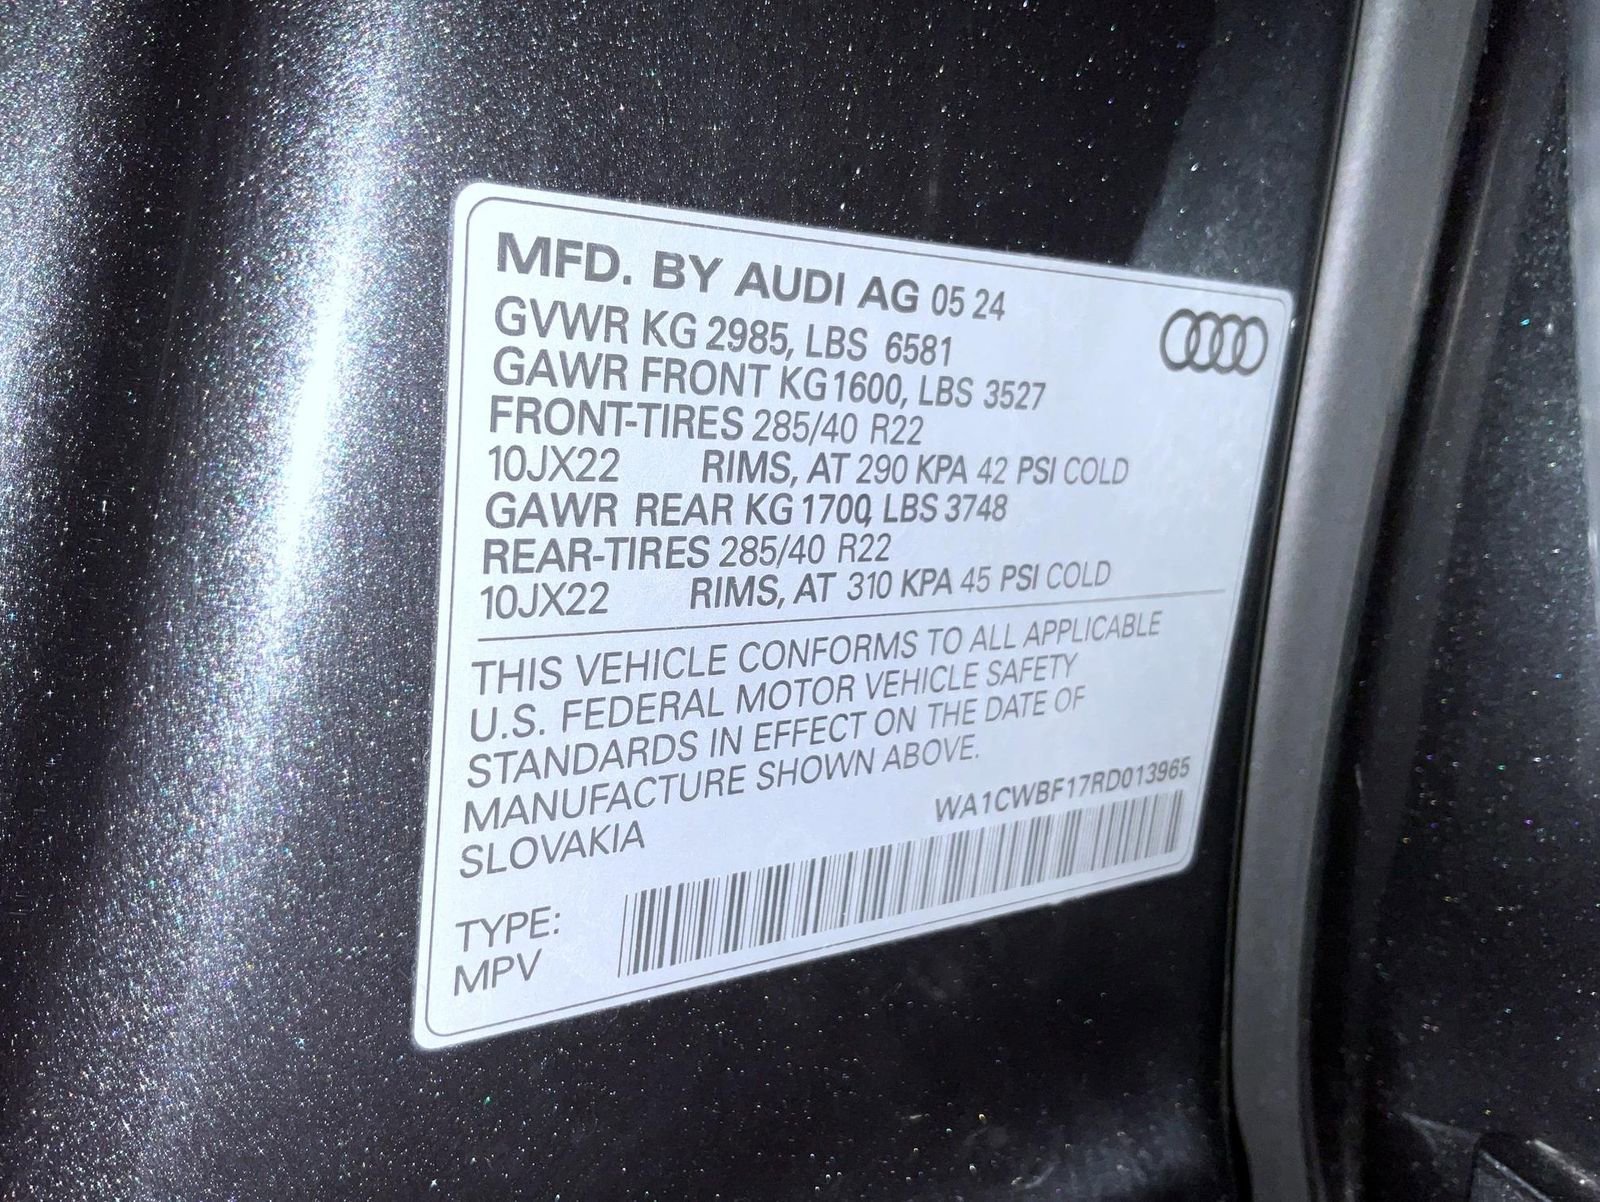 MFD. BY AUDI AG 05 24
GVWR KG 2985, LBS 6581
GAWR FRONT KG 1600, LBS 3527
FRONT-TIRES 285/40 R22
10JX22 RIMS, AT 290 KPA 42 PSI COLD
GAWR REAR KG 1700, LBS 3748
REAR-TIRES 285/40 R22
10JX22 RIMS, AT 310 KPA 45 PSI COLD
THIS VEHICLE CONFORMS TO ALL APPLICABLE
U.S. FEDERAL MOTOR VEHICLE SAFETY
STANDARDS IN EFFECT ON THE DATE OF
MANUFACTURE SHOWN ABOVE.
SLOVAKIA
WA1CWBF17RD013965
TYPE:
MPV